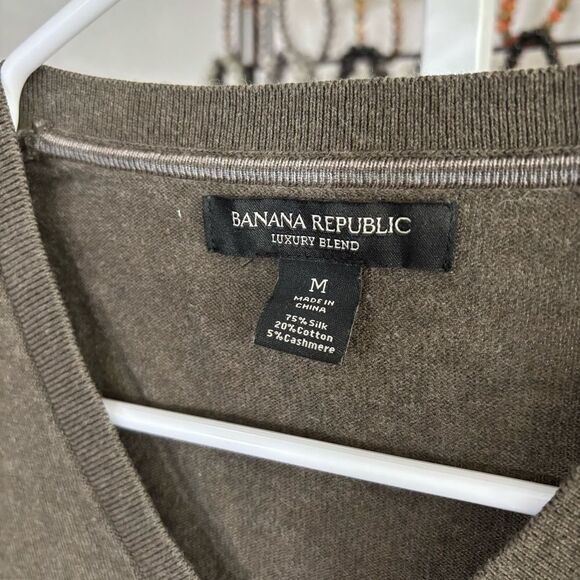 BANANA REPUBLIC
LUXURY BLEND
M
MADE IN
CHINA
75% Silk
20% Cotton
5% Cashmere